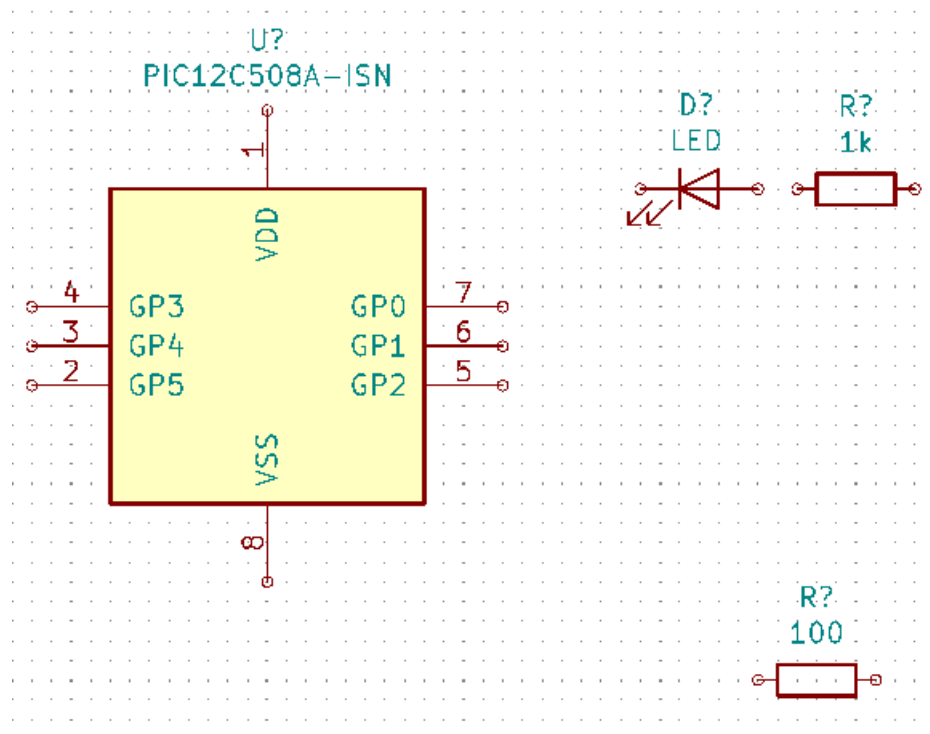 U?
PIC12C508A-ISN
1
VDD
4
GP3
3
GP4
2
GP5
GP0
7
GP1
6
GP2
5
VSS
8
D?
LED
R?
1k
R?
100